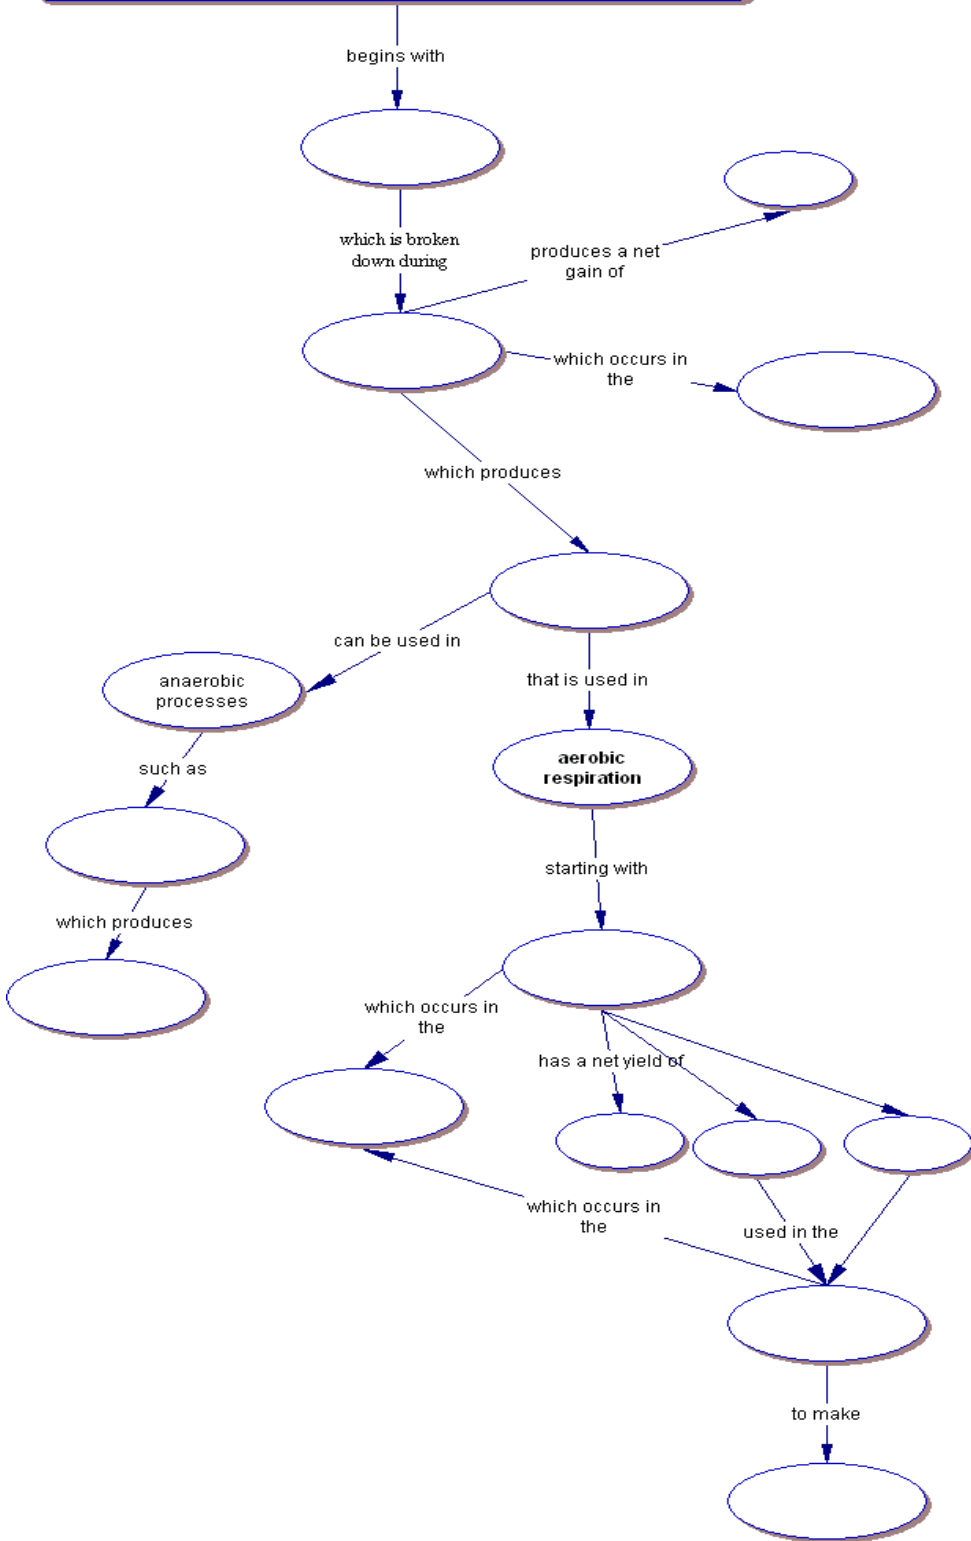 begins with
which is broken
down during
produces a net
gain of
which occurs in
the
which produces
can be used in
that is used in
anaerobic
processes
aerobic
respiration
such as
starting with
which produces
which occurs in
the
has a net yield of
which occurs in
the
used in the
to make